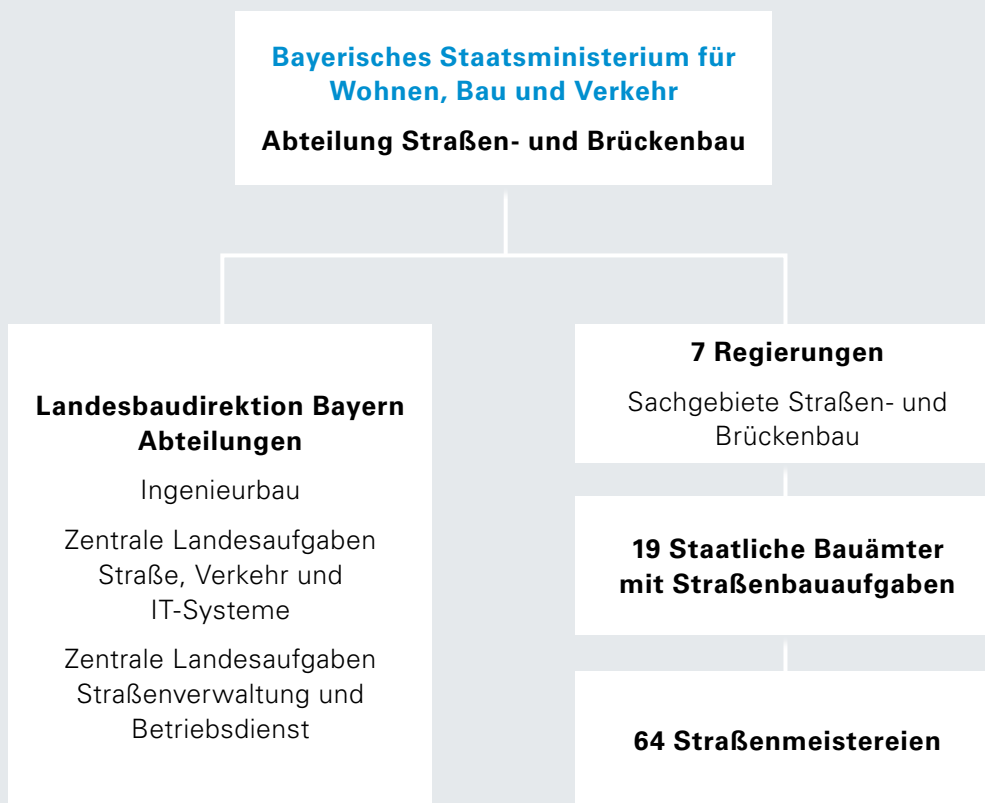 Bayerisches Staatsministerium für
Wohnen, Bau und Verkehr
Abteilung Straßen- und Brückenbau
Landesbaudirektion Bayern
Abteilungen
Ingenieurbau
Zentrale Landesaufgaben
Straße, Verkehr und
IT-Systeme
Zentrale Landesaufgaben
Straßenverwaltung und
Betriebsdienst
7 Regierungen
Sachgebiete Straßen- und
Brückenbau
19 Staatliche Bauämter
mit Straßenbauaufgaben
64 Straßenmeistereien